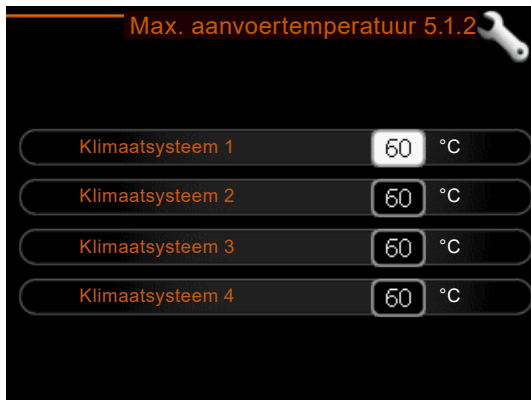 Max. aanvoertemperatuur 5.1.2
Klimaatsysteem 1 60 °C
Klimaatsysteem 2 60 °C
Klimaatsysteem 3 60 °C
Klimaatsysteem 4 60 °C